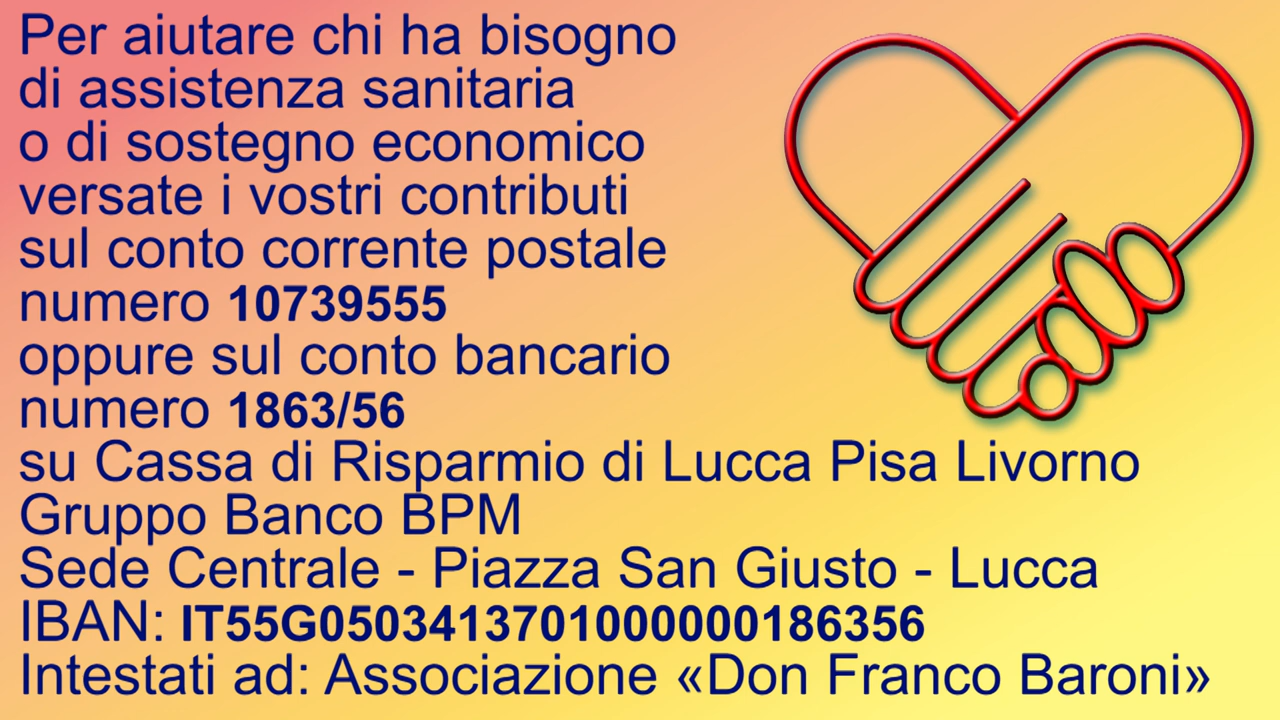 Per aiutare chi ha bisogno
di assistenza sanitaria
o di sostegno economico
versate i vostri contributi
sul conto corrente postale
numero 10739555
oppure sul conto bancario
numero 1863/56
su Cassa di Risparmio di Lucca Pisa Livorno
Gruppo Banco BPM
Sede Centrale - Piazza San Giusto - Lucca
IBAN: IT55G0503413701000000186356
Intestati ad: Associazione «Don Franco Baroni»